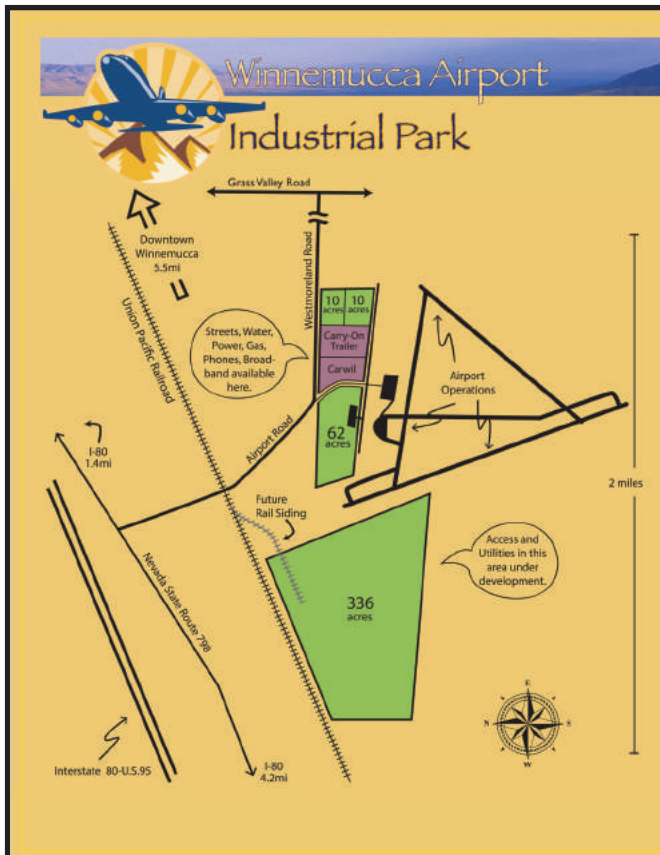 Winnemucca Airport
Industrial Park
Grass Valley Road
Downtown
Winnemucca
5.5mi
Union Pacific Railroad
Westmoreland Road
10
acres
10
acres
Carry-On
Trailer
Carwil
Streets, Water,
Power, Gas,
Phones, Broad-
band available
here.
Airport
Operations
62
acres
Airport Road
I-80
1.4mi
2 miles
Future
Rail Siding
Access and
Utilities in this
area under
development.
Nevada State Route 798
336
acres
E
N
S
W
Interstate 80-U.S.95
I-80
4.2mi